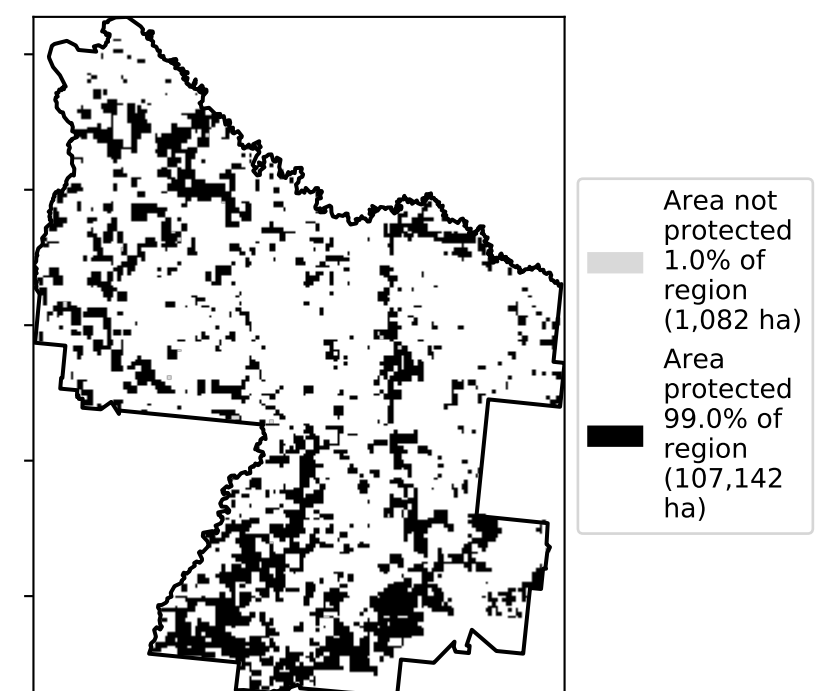 Area not
protected
1.0% of
region
(1,082 ha)
Area
protected
99.0% of
region
(107,142
ha)